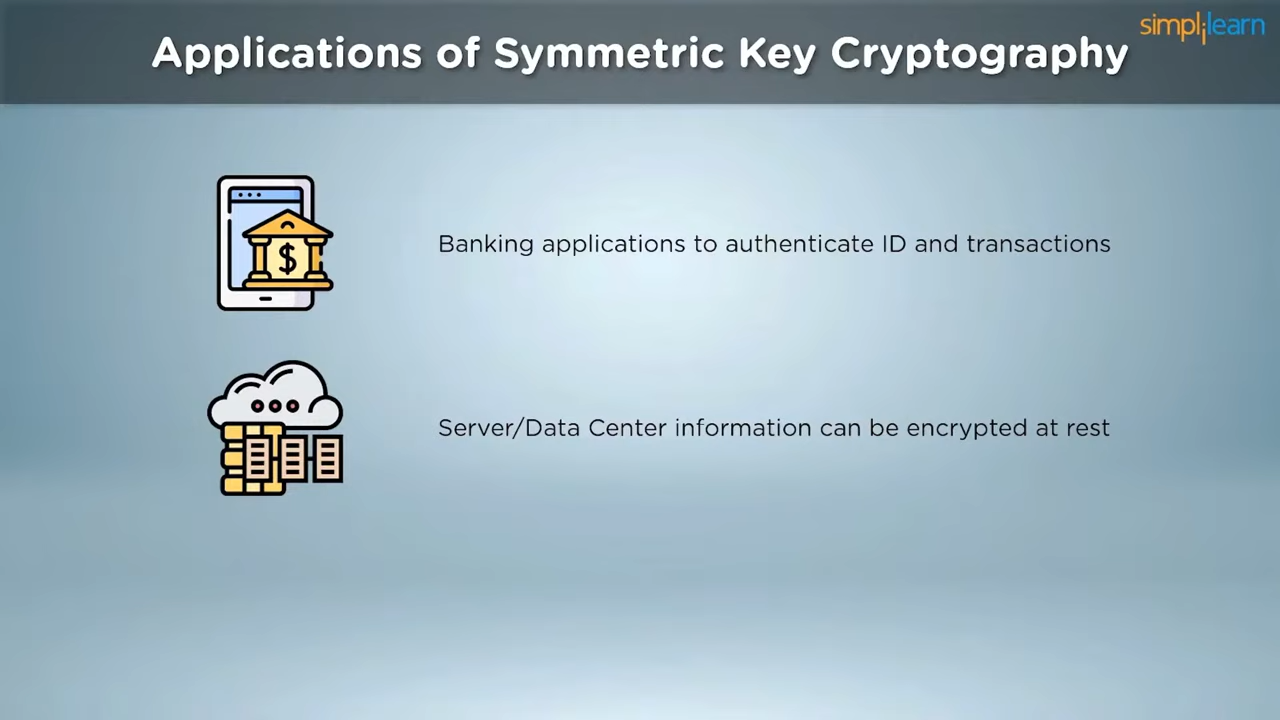 simplilearn
Applications of Symmetric Key Cryptography
$
Banking applications to authenticate ID and transactions
Server/Data Center information can be encrypted at rest